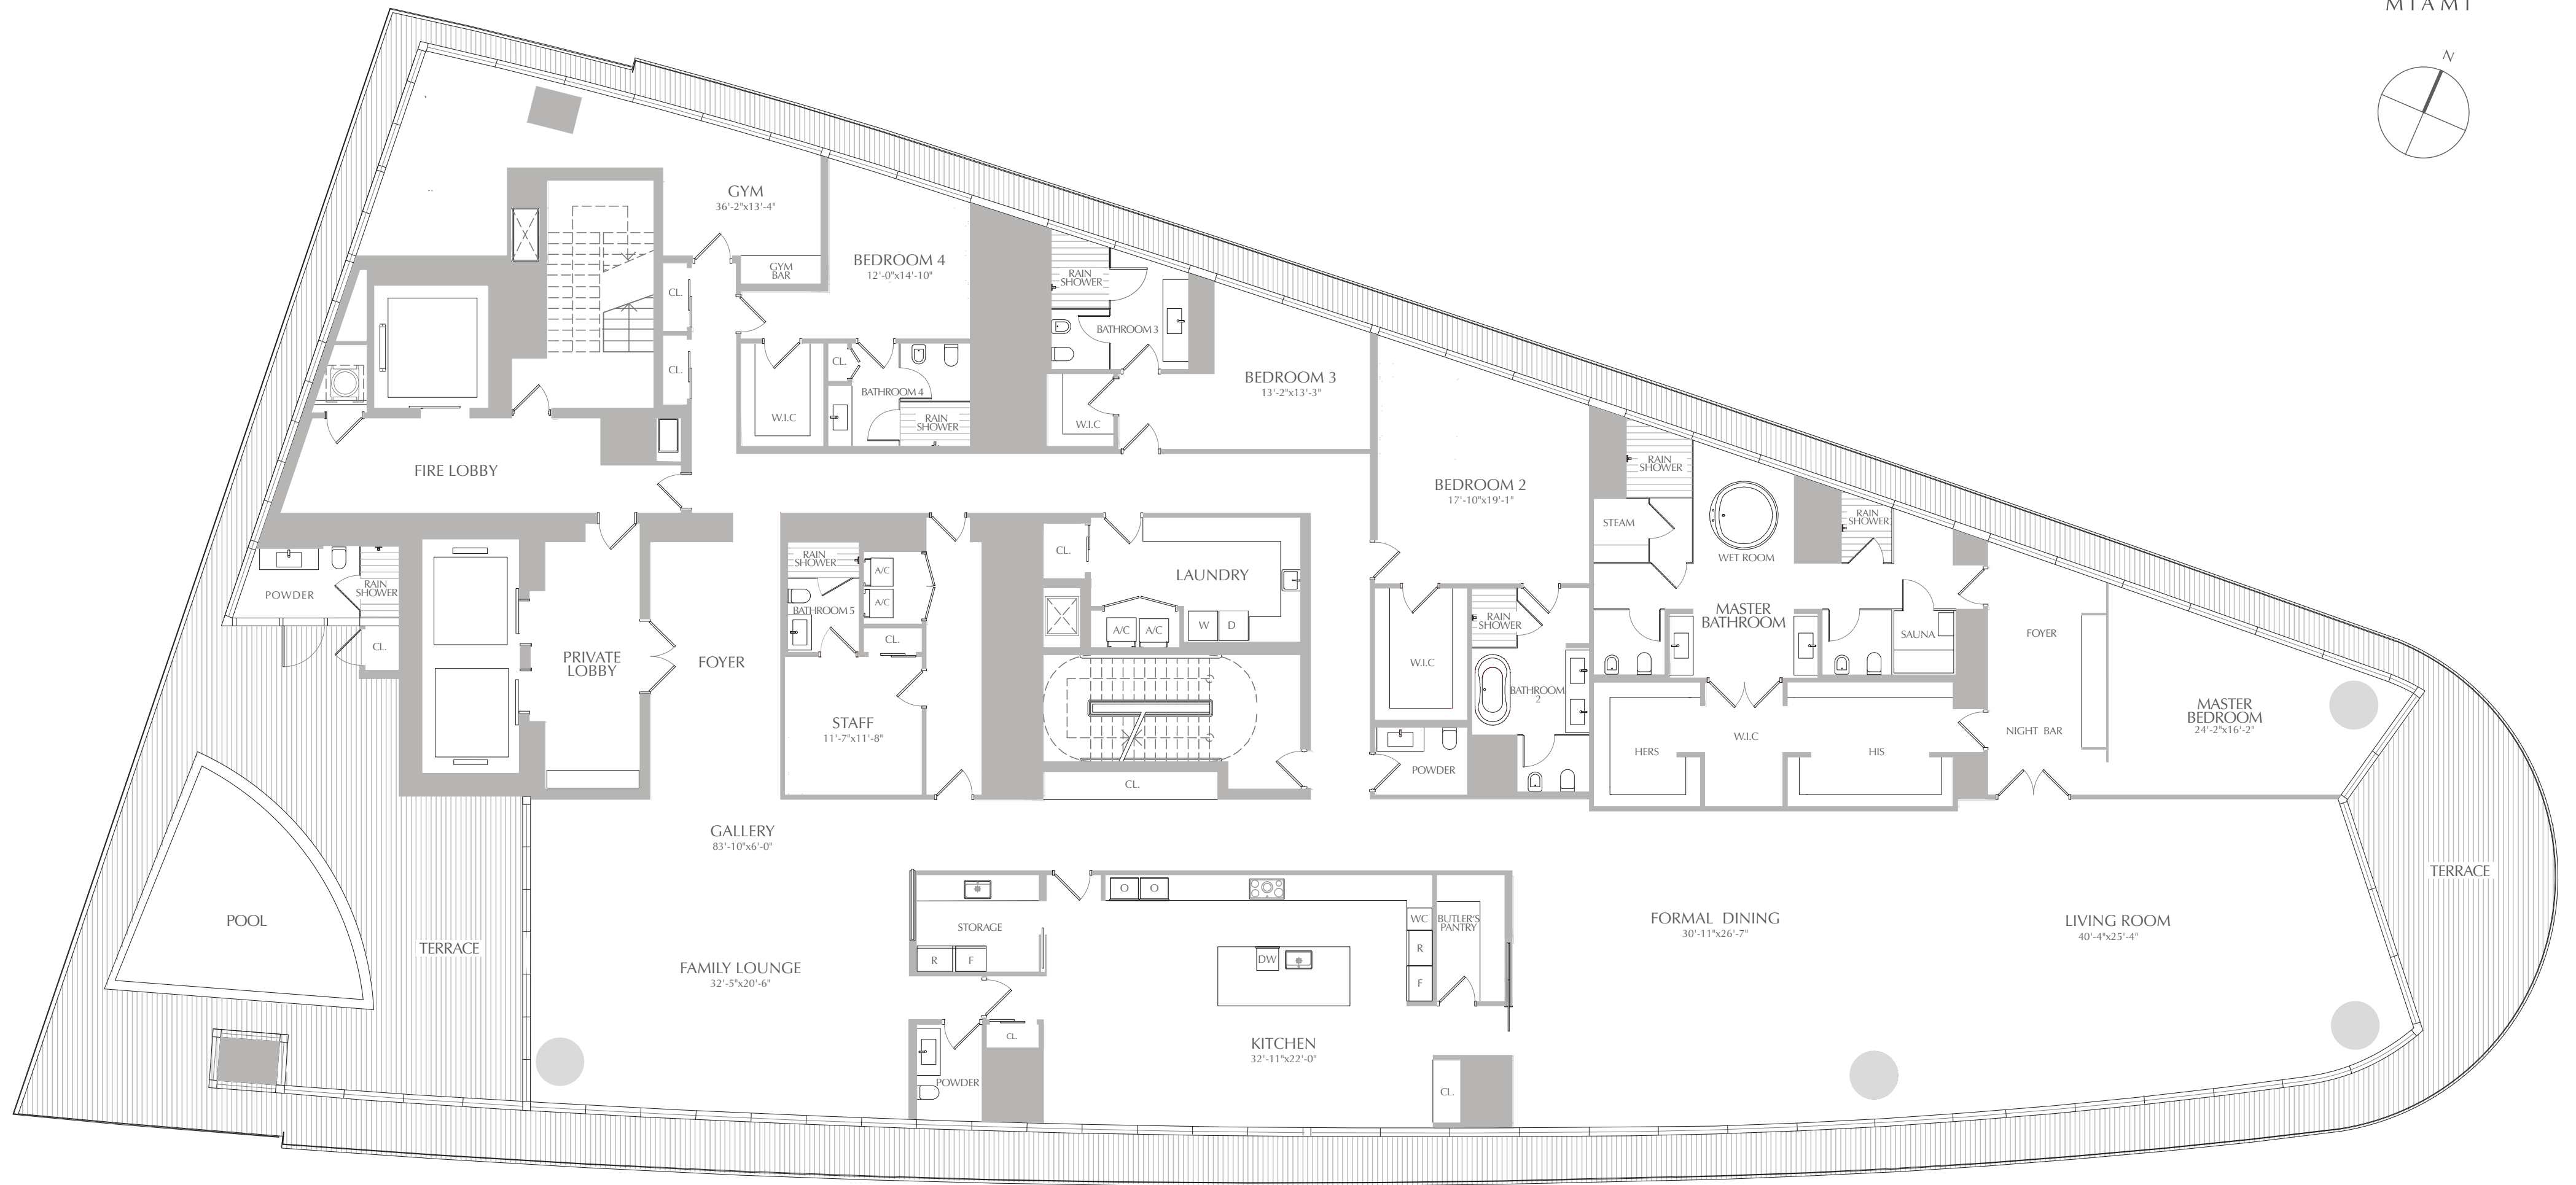 MIAMI
N
GYM
36'-2"x13'-4"
GYM
BAR
BEDROOM 4
12'-0"x14'-10"
CL.
CL.
CL.
W.I.C
BATHROOM 4
RAIN
SHOWER
RAIN
SHOWER
BATHROOM 3
W.I.C
BEDROOM 3
13'-2"x13'-3"
FIRE LOBBY
BEDROOM 2
17'-10"x19'-1"
RAIN
SHOWER
STEAM
WET ROOM
RAIN
SHOWER
POWDER
RAIN
SHOWER
CL.
PRIVATE
LOBBY
FOYER
RAIN
SHOWER
BATHROOM 5
A/C
A/C
CL.
STAFF
11'-7"x11'-8"
CL.
LAUNDRY
A/C
A/C
W
D
CL.
W.I.C
RAIN
SHOWER
BATHROOM
2
POWDER
MASTER
BATHROOM
SAUNA
HERS
W.I.C
HIS
FOYER
NIGHT BAR
MASTER
BEDROOM
24'-2"x16'-2"
GALLERY
83'-10"x6'-0"
POOL
TERRACE
FAMILY LOUNGE
32'-5"x20'-6"
STORAGE
R
F
CL.
POWDER
O
O
DW
WC
R
F
BUTLER'S
PANTRY
KITCHEN
32'-11"x22'-0"
CL.
FORMAL DINING
30'-11"x26'-7"
LIVING ROOM
40'-4"x25'-4"
TERRACE